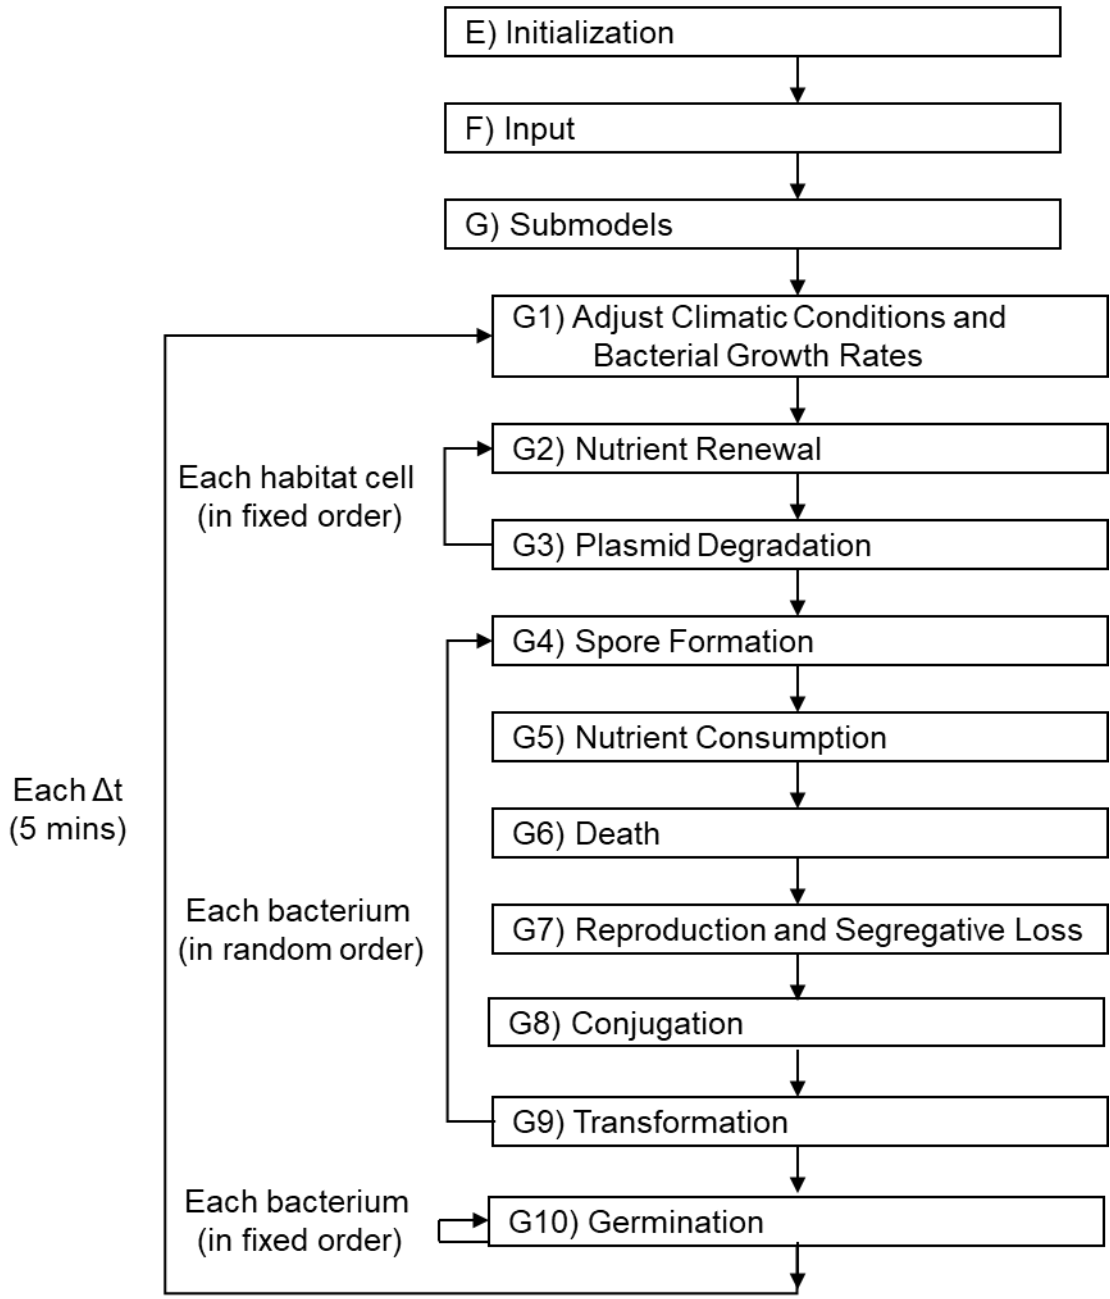 E) Initialization
F) Input
G) Submodels
G1) Adjust Climatic Conditions and
Bacterial Growth Rates
G2) Nutrient Renewal
Each habitat cell
(in fixed order)
G3) Plasmid Degradation
G4) Spore Formation
G5) Nutrient Consumption
Each Δt
(5 mins)
G6) Death
Each bacterium
(in random order)
G7) Reproduction and Segregative Loss
G8) Conjugation
G9) Transformation
Each bacterium
(in fixed order)
G10) Germination